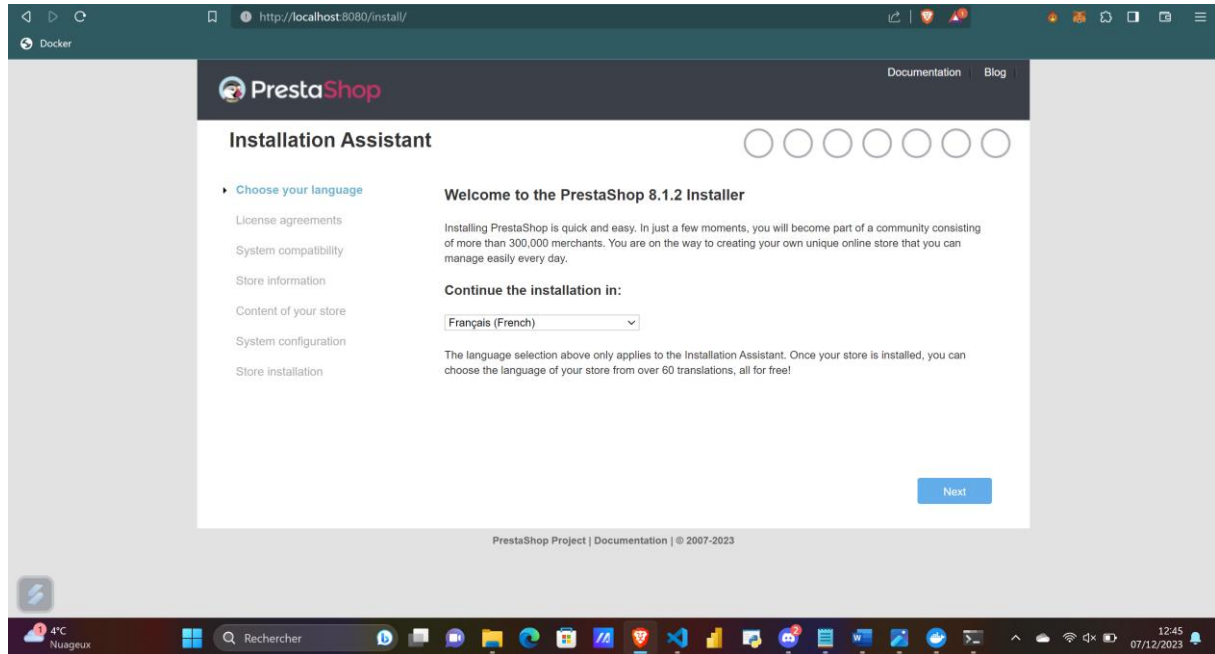 http://localhost:8080/install/
Docker
PrestaShop
Documentation
Blog
Installation Assistant
Choose your language
License agreements
System compatibility
Store information
Content of your store
System configuration
Store installation
Welcome to the PrestaShop 8.1.2 Installer
Installing PrestaShop is quick and easy. In just a few moments, you will become part of a community consisting
of more than 300,000 merchants. You are on the way to creating your own unique online store that you can
manage easily every day.
Continue the installation in:
Français (French)
The language selection above only applies to the Installation Assistant. Once your store is installed, you can
choose the language of your store from over 60 translations, all for free!
Next
PrestaShop Project | Documentation | © 2007-2023
1
4°C
Nuageux
Rechercher
2
12:45
07/12/2023